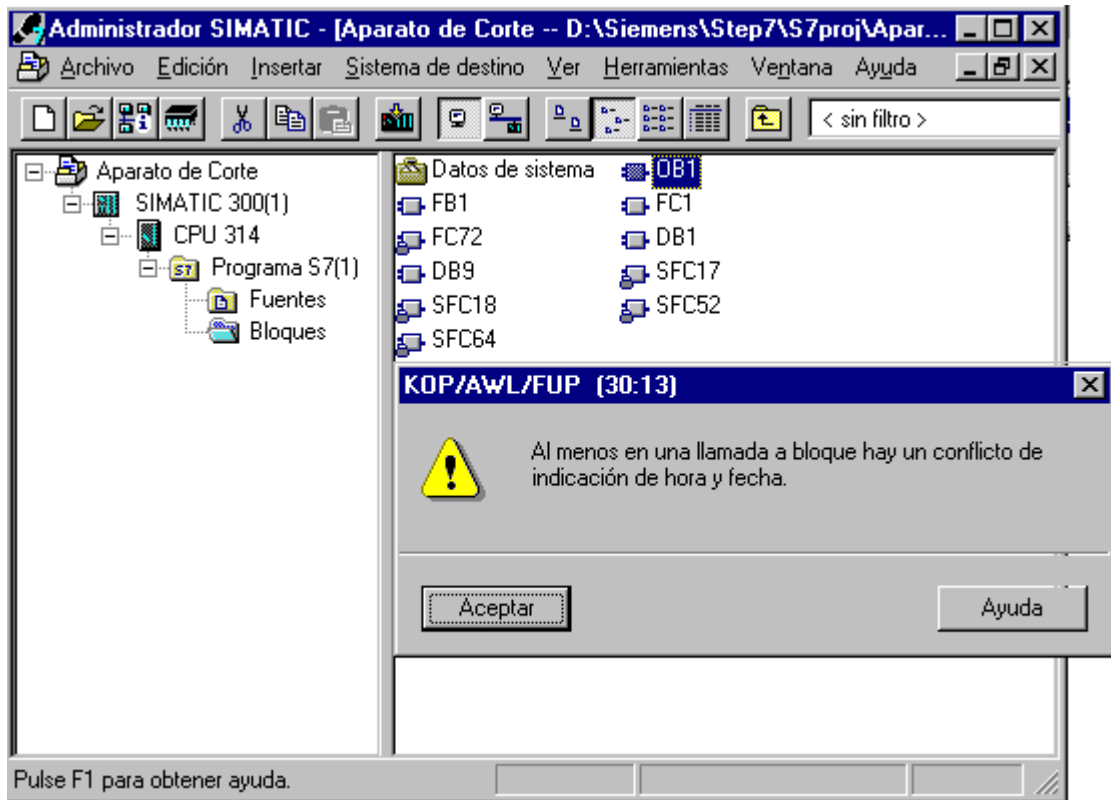 Administrador SIMATIC - [Aparato de Corte -- D:\Siemens\Step7\S7proj\Apar...
Archivo Edición Insertar Sistema de destino Ver Herramientas Ventana Ayuda
< sin filtro >
Aparato de Corte
SIMATIC 300(1)
CPU 314
S7 Programa S7(1)
Fuentes
Bloques
Datos de sistema OB1
FB1 FC1
FC72 DB1
DB9 SFC17
SFC18 SFC52
SFC64
KOP/AWL/FUP (30:13)
Al menos en una llamada a bloque hay un conflicto de
indicación de hora y fecha.
Aceptar Ayuda
Pulse F1 para obtener ayuda.